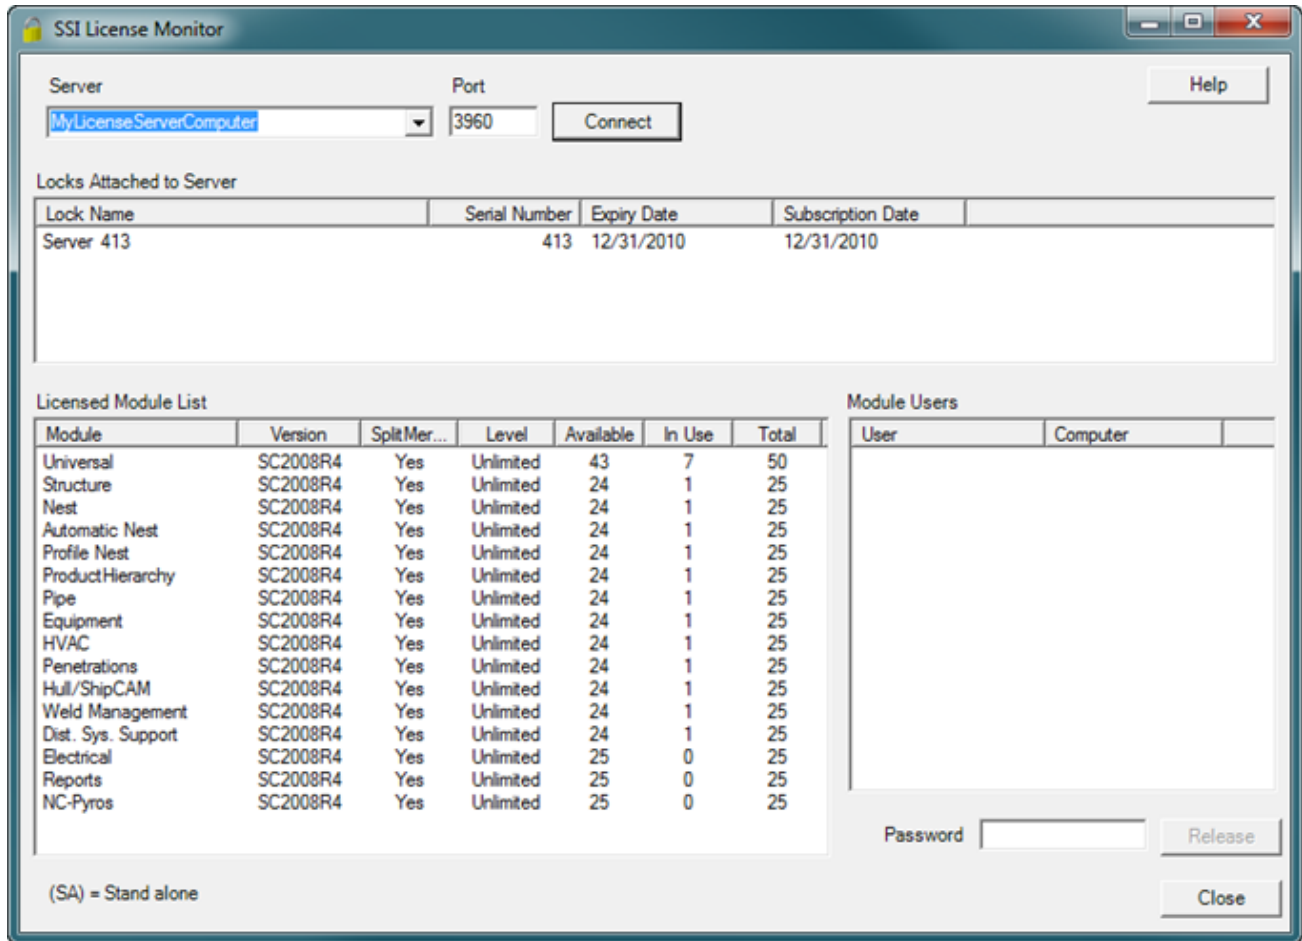 SSI License Monitor
Server Port Help
MyLicenseServerComputer 3960 Connect
Locks Attached to Server
Lock Name Serial Number Expiry Date Subscription Date
Server 413 413 12/31/2010 12/31/2010
Licensed Module List Module Users
Module Version SplitMer... Level Available In Use Total User Computer
Universal SC2008R4 Yes Unlimited 43 7 50
Structure SC2008R4 Yes Unlimited 24 1 25
Nest SC2008R4 Yes Unlimited 24 1 25
Automatic Nest SC2008R4 Yes Unlimited 24 1 25
Profile Nest SC2008R4 Yes Unlimited 24 1 25
ProductHierarchy SC2008R4 Yes Unlimited 24 1 25
Pipe SC2008R4 Yes Unlimited 24 1 25
Equipment SC2008R4 Yes Unlimited 24 1 25
HVAC SC2008R4 Yes Unlimited 24 1 25
Penetrations SC2008R4 Yes Unlimited 24 1 25
Hull/ShipCAM SC2008R4 Yes Unlimited 24 1 25
Weld Management SC2008R4 Yes Unlimited 24 1 25
Dist. Sys. Support SC2008R4 Yes Unlimited 24 1 25
Electrical SC2008R4 Yes Unlimited 25 0 25
Reports SC2008R4 Yes Unlimited 25 0 25
NC-Pyros SC2008R4 Yes Unlimited 25 0 25
Password Release
(SA) = Stand alone Close